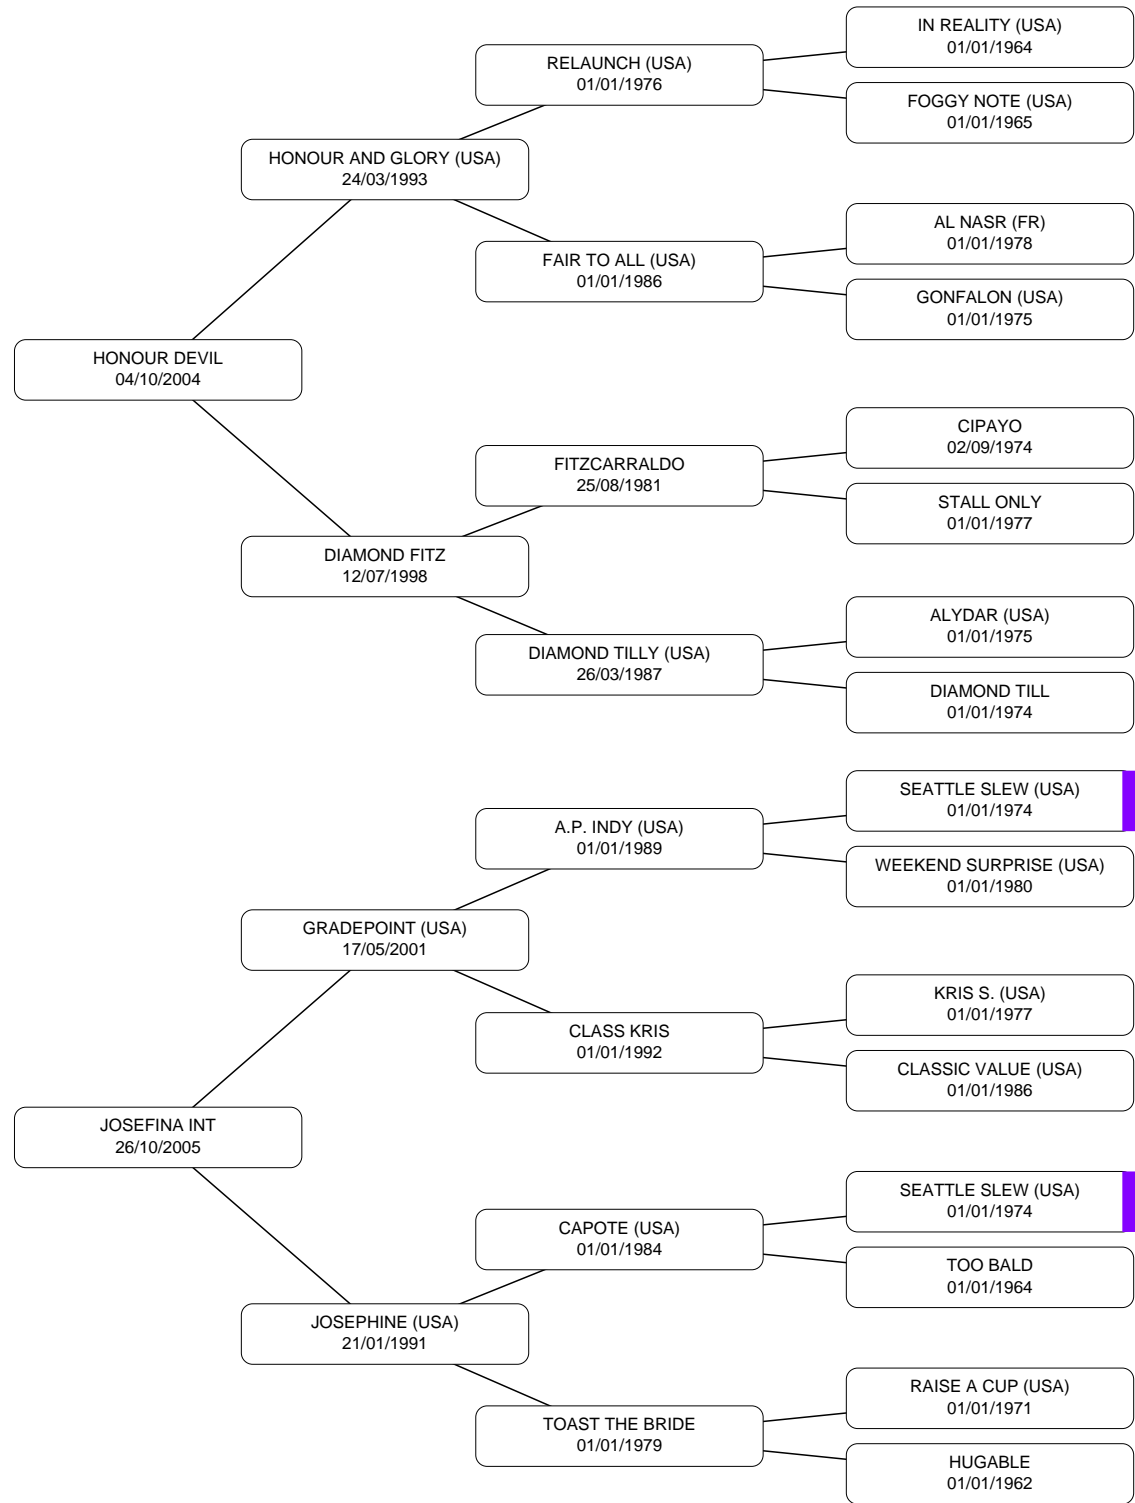 IN REALITY (USA)
01/01/1964
RELAUNCH (USA)
01/01/1976
FOGGY NOTE (USA)
01/01/1965
HONOUR AND GLORY (USA)
24/03/1993
AL NASR (FR)
01/01/1978
FAIR TO ALL (USA)
01/01/1986
GONFALON (USA)
01/01/1975
HONOUR DEVIL
04/10/2004
CIPAYO
02/09/1974
FITZCARRALDO
25/08/1981
STALL ONLY
01/01/1977
DIAMOND FITZ
12/07/1998
ALYDAR (USA)
01/01/1975
DIAMOND TILLY (USA)
26/03/1987
DIAMOND TILL
01/01/1974
SEATTLE SLEW (USA)
01/01/1974
A.P. INDY (USA)
01/01/1989
WEEKEND SURPRISE (USA)
01/01/1980
GRADEPOINT (USA)
17/05/2001
KRIS S. (USA)
01/01/1977
CLASS KRIS
01/01/1992
CLASSIC VALUE (USA)
01/01/1986
JOSEFINA INT
26/10/2005
SEATTLE SLEW (USA)
01/01/1974
CAPOTE (USA)
01/01/1984
TOO BALD
01/01/1964
JOSEPHINE (USA)
21/01/1991
RAISE A CUP (USA)
01/01/1971
TOAST THE BRIDE
01/01/1979
HUGABLE
01/01/1962